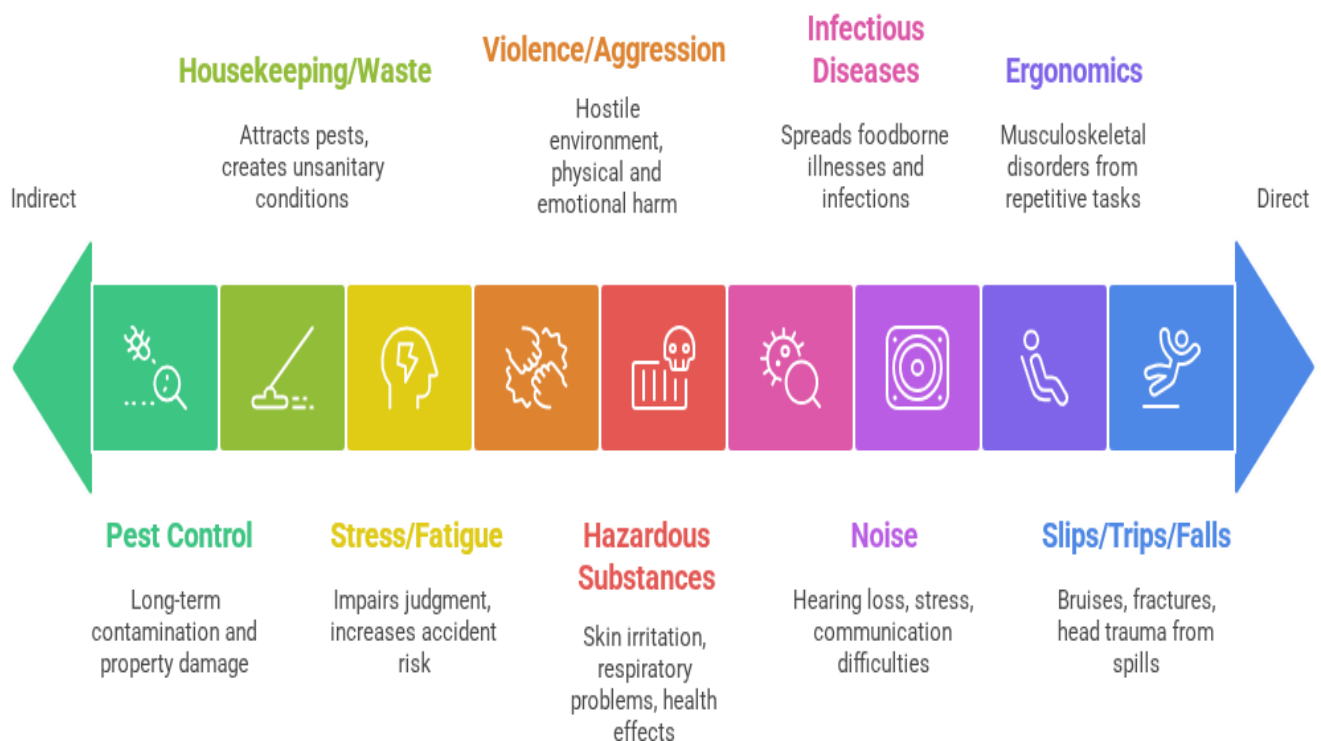 Indirect
Housekeeping/Waste
Attracts pests,
creates unsanitary
conditions
Violence/Aggression
Hostile
environment,
physical and
emotional harm
Infectious
Diseases
Spreads foodborne
illnesses and
infections
Ergonomics
Musculoskeletal
disorders from
repetitive tasks
Direct
Pest Control
Long-term
contamination and
property damage
Stress/Fatigue
Impairs judgment,
increases accident
risk
Hazardous
Substances
Skin irritation,
respiratory
problems, health
effects
Noise
Hearing loss, stress,
communication
difficulties
Slips/Trips/Falls
Bruises, fractures,
head trauma from
spills